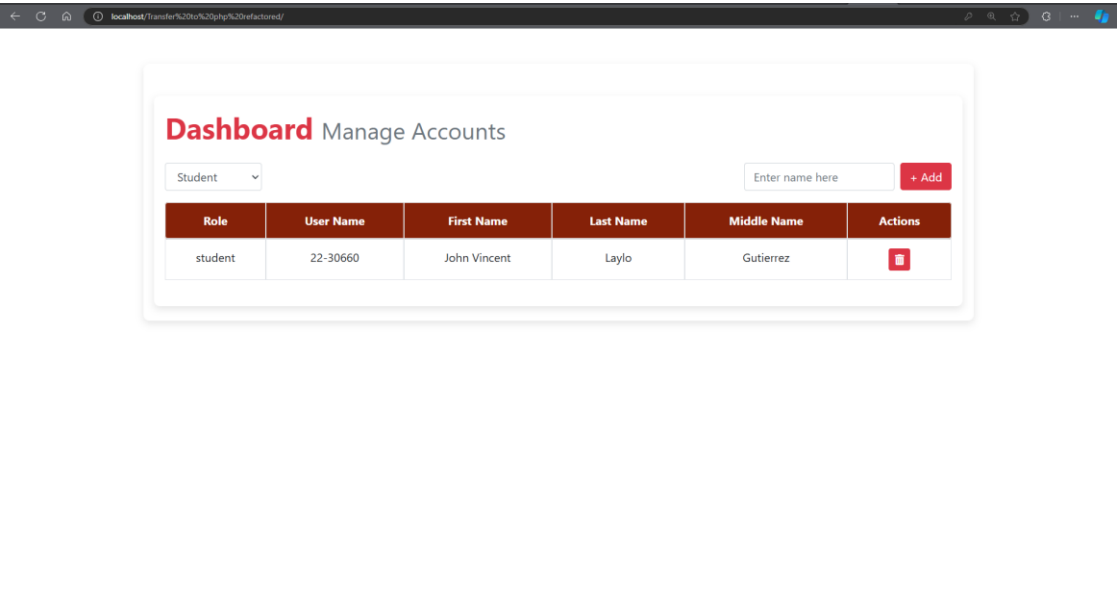 localhost/Transfer%20to%20php%20refactored/
Dashboard Manage Accounts
Student Enter name here + Add
Role User Name First Name Last Name Middle Name Actions
student 22-30660 John Vincent Laylo Gutierrez